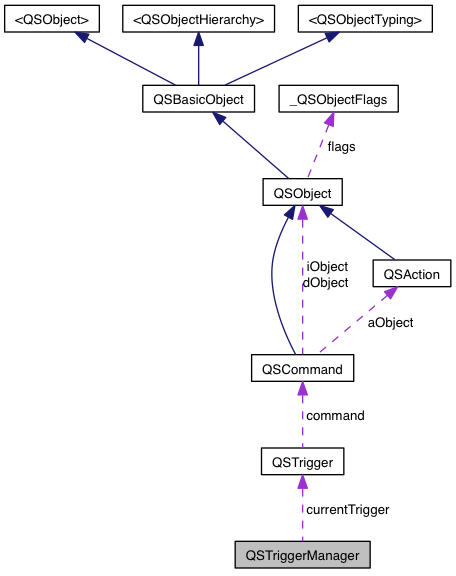 <QSObject>
<QSObjectHierarchy>
<QSObjectTyping>
QSBasicObject
_QSObjectFlags
flags
QSObject
iObject
dObject
QSAction
aObject
QSCommand
command
QSTrigger
currentTrigger
QSTriggerManager